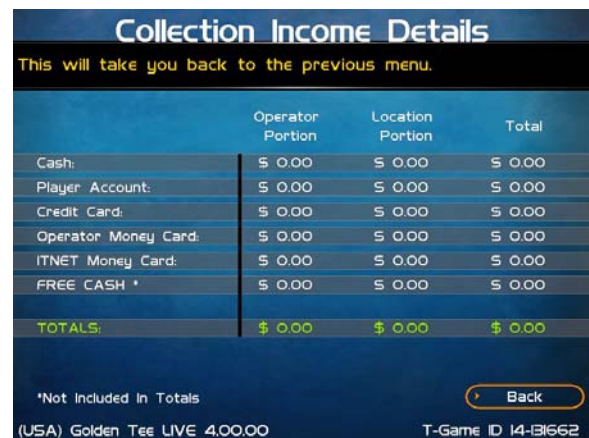 Collection Income Details
This will take you back to the previous menu.
Operator Portion Location Portion Total
Cash: $ 0.00 $ 0.00 $ 0.00
Player Account: $ 0.00 $ 0.00 $ 0.00
Credit Card: $ 0.00 $ 0.00 $ 0.00
Operator Money Card: $ 0.00 $ 0.00 $ 0.00
ITNET Money Card: $ 0.00 $ 0.00 $ 0.00
FREE CASH * $ 0.00 $ 0.00 $ 0.00
TOTALS: $ 0.00 $ 0.00 $ 0.00
*Not Included In Totals
Back
(USA) Golden Tee LIVE 4.00.00 T-Game ID 14-131662